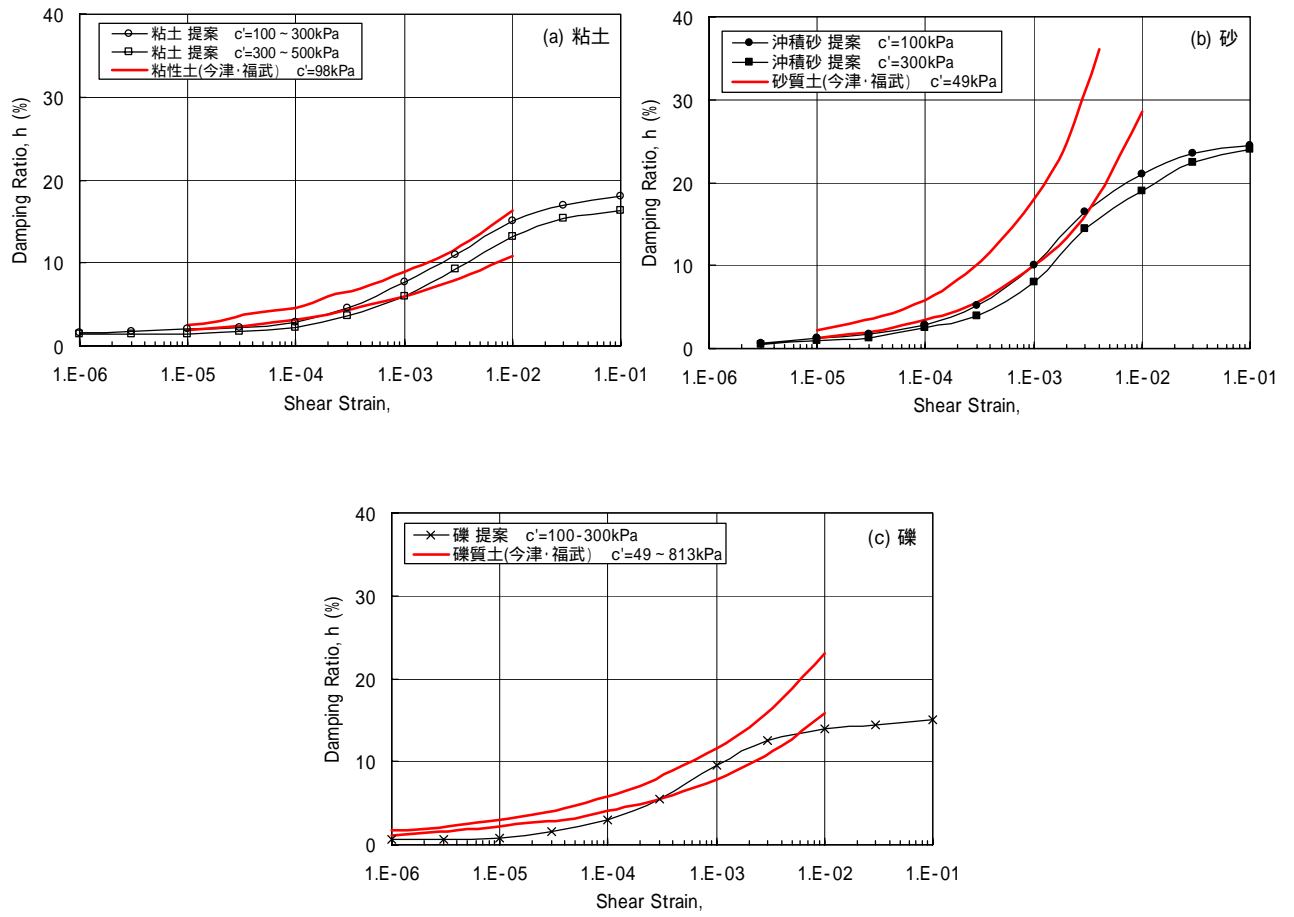 (a) 粘土
粘土 提案 c'=100~300kPa
粘土 提案 c'=300~500kPa
粘性土(今津・福武) c'=98kPa
Damping Ratio, h (%)
40
30
20
10
0
1.E-06 1.E-05 1.E-04 1.E-03 1.E-02 1.E-01
Shear Strain,
(b) 砂
沖積砂 提案 c'=100kPa
沖積砂 提案 c'=300kPa
砂質土(今津・福武) c'=49kPa
Damping Ratio, h (%)
40
30
20
10
0
1.E-06 1.E-05 1.E-04 1.E-03 1.E-02 1.E-01
Shear Strain,
(c) 礫
礫 提案 c'=100-300kPa
礫質土(今津・福武) c'=49~813kPa
Damping Ratio, h (%)
40
30
20
10
0
1.E-06 1.E-05 1.E-04 1.E-03 1.E-02 1.E-01
Shear Strain,